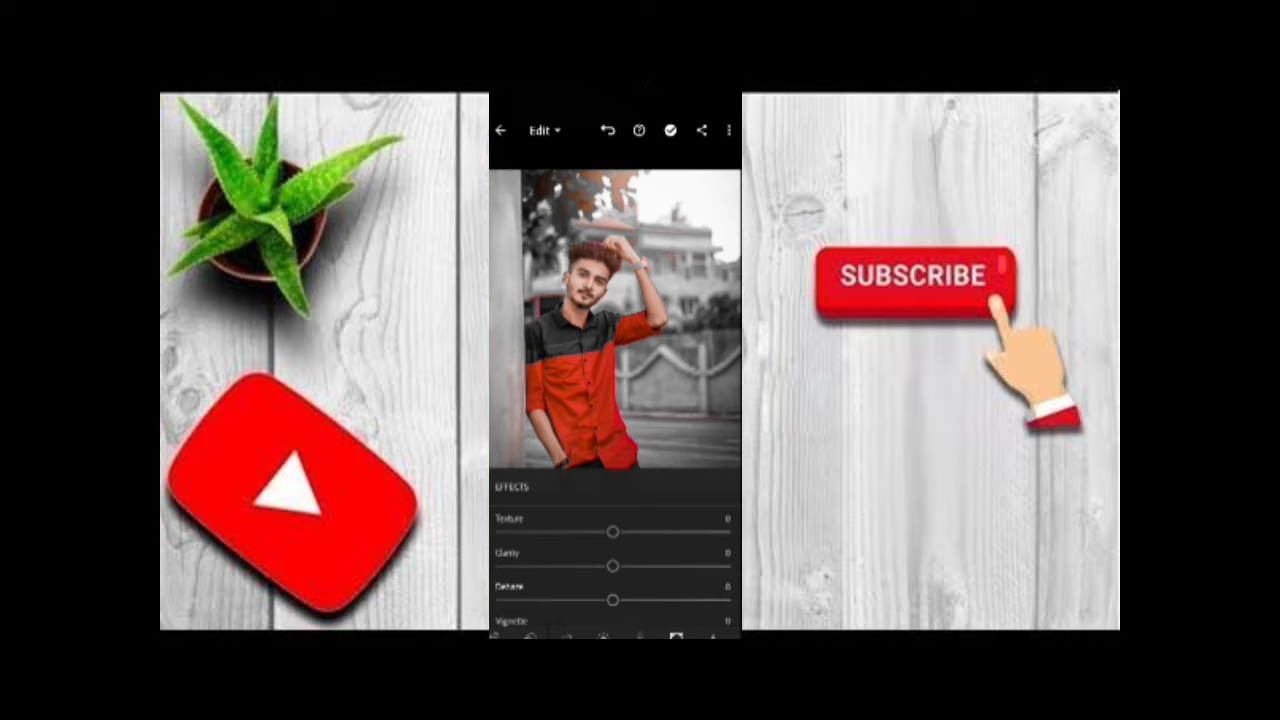 Edit
SUBSCRIBE
EFFECTS
Texture 0
Clarity 0
Dehaze 0
Vignette 0